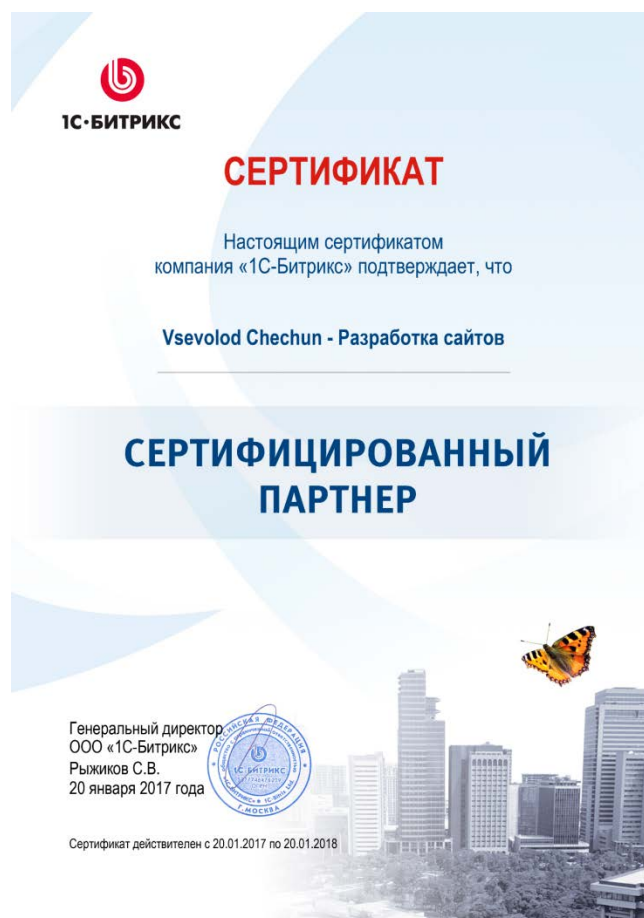 1С·БИТРИКС
СЕРТИФИКАТ
Настоящим сертификатом
компания «1С-Битрикс» подтверждает, что
Vsevolod Chechun - Разработка сайтов
СЕРТИФИЦИРОВАННЫЙ
ПАРТНЕР
Генеральный директор
ООО «1С-Битрикс»
Рыжиков С.В.
20 января 2017 года
РОССИЙСКАЯ ФЕДЕРАЦИЯ
1С-БИТРИКС
Г. МОСКВА
Сертификат действителен с 20.01.2017 по 20.01.2018